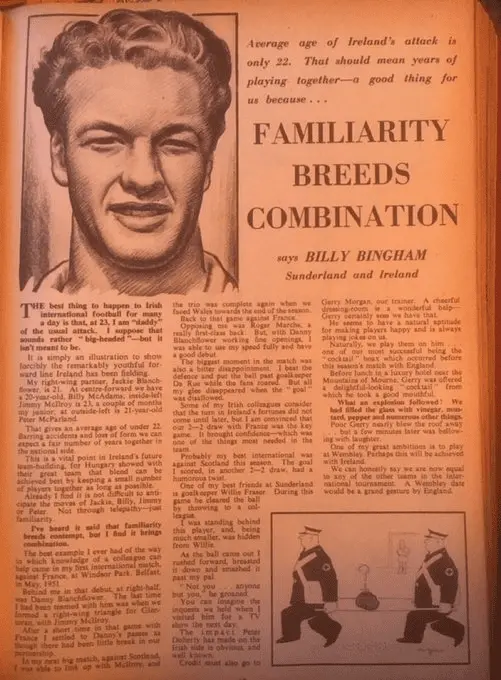 Average age of Ireland's attack is
only 22. That should mean years of
playing together—a good thing for
us because . . .
FAMILIARITY
BREEDS
COMBINATION
says BILLY BINGHAM
Sunderland and Ireland
THE best thing to happen to Irish
international football for many
a day is that, at 23, I am "daddy"
of the usual attack. I suppose that
sounds rather "big-headed"—but it
isn't meant to be.
It is simply an illustration to show
forcibly the remarkably youthful for-
ward line Ireland has been fielding.
My right-wing partner, Jackie Blanch-
flower, is 21. At centre-forward we have
a 20-year-old, Billy McAdams, inside-left
Jimmy McIlroy is 23, a couple of months
my junior, at outside-left is 21-year-old
Peter McParland.
That gives an average age of under 22.
Barring accidents and loss of form we can
expect a fair number of years together in
the national side.
This is a vital point in Ireland's future
team-building, for Hungary showed with
their great team that blend can be
achieved best by keeping a small number
of players together as long as possible.
Already I find it is not difficult to anti-
cipate the moves of Jackie, Billy, Jimmy
or Peter. Not through telepathy—just
familiarity.
I've heard it said that familiarity
breeds contempt, but I find it brings
combination.
The best example I ever had of the way
in which knowledge of a colleague can
help came in my first international match,
against France, at Windsor Park, Belfast,
in May, 1951.
Behind me in that debut, at right-half,
was Danny Blanchflower. The last time
I had been teamed with him was when we
formed a right-wing triangle for Glen-
toran, with Jimmy McIlroy.
After a short time in that game with
France I settled to Danny's passes as
though there had been little break in our
partnership.
In my next big match, against Scotland,
I was able to link up with McIlroy, and
the trio was complete again when we
faced Wales towards the end of the season.
Back to that game against France.
Opposing me was Roger Marche, a
really first-class back. But, with Danny
Blanchflower working the openings, I
was able to use my speed fully and have
a good debut.
The biggest moment in the match was
also a bitter disappointment. I beat the
defence and put the ball past goalkeeper
Da Rue while the fans roared. But all
my glee disappeared when the "goal"
was disallowed.
Some of my Irish colleagues consider
that the turn in Ireland's fortunes did not
come until later, but I am convinced that
our 2—2 draw with France was the key
game. It brought confidence—which was
one of the things most needed in the
team.
Probably my best international was
against Scotland this season. The goal
I scored, in another 2—2 draw, had a
humorous twist.
One of my best friends at Sunderland
is goalkeeper Willie Fraser. During this
game he cleared the ball
by throwing to a col-
league.
I was standing behind
this player, and, being
much smaller, was hidden
from Willie.
As the ball came out I
rushed forward, breasted
it down and smashed it
past my pal.
"Not you . . . anyone
but you," he groaned.
You can imagine the
inquests we held when I
visited him for a TV
show the next day.
The impact Peter
Doherty has made on the
Irish side is obvious and
well known.
Credit must also go to
Gerry Morgan, our trainer. A cheerful
dressing-room is a wonderful help—
Gerry certainly sees we have that.
He seems to have a natural aptitude
for making players happy and is always
playing jokes on us.
Naturally, we play them on him . . .
one of our most successful being the
"cocktail" jest which occurred before
this season's match with England.
Before lunch in a luxury hotel near the
Mountains of Mourne, Gerry was offered
a delightful-looking "cocktail" from
which he took a good mouthful.
What an explosion followed! We
had filled the glass with vinegar, mus-
tard, pepper and numerous other things.
Poor Gerry nearly blew the roof away
. . . but a few minutes later was bellow-
ing with laughter.
One of my great ambitions is to play
at Wembley. Perhaps this will be achieved
with Ireland.
We can honestly say we are now equal
to any of the other teams in the inter-
national tournament. A Wembley date
would be a grand gesture by England.